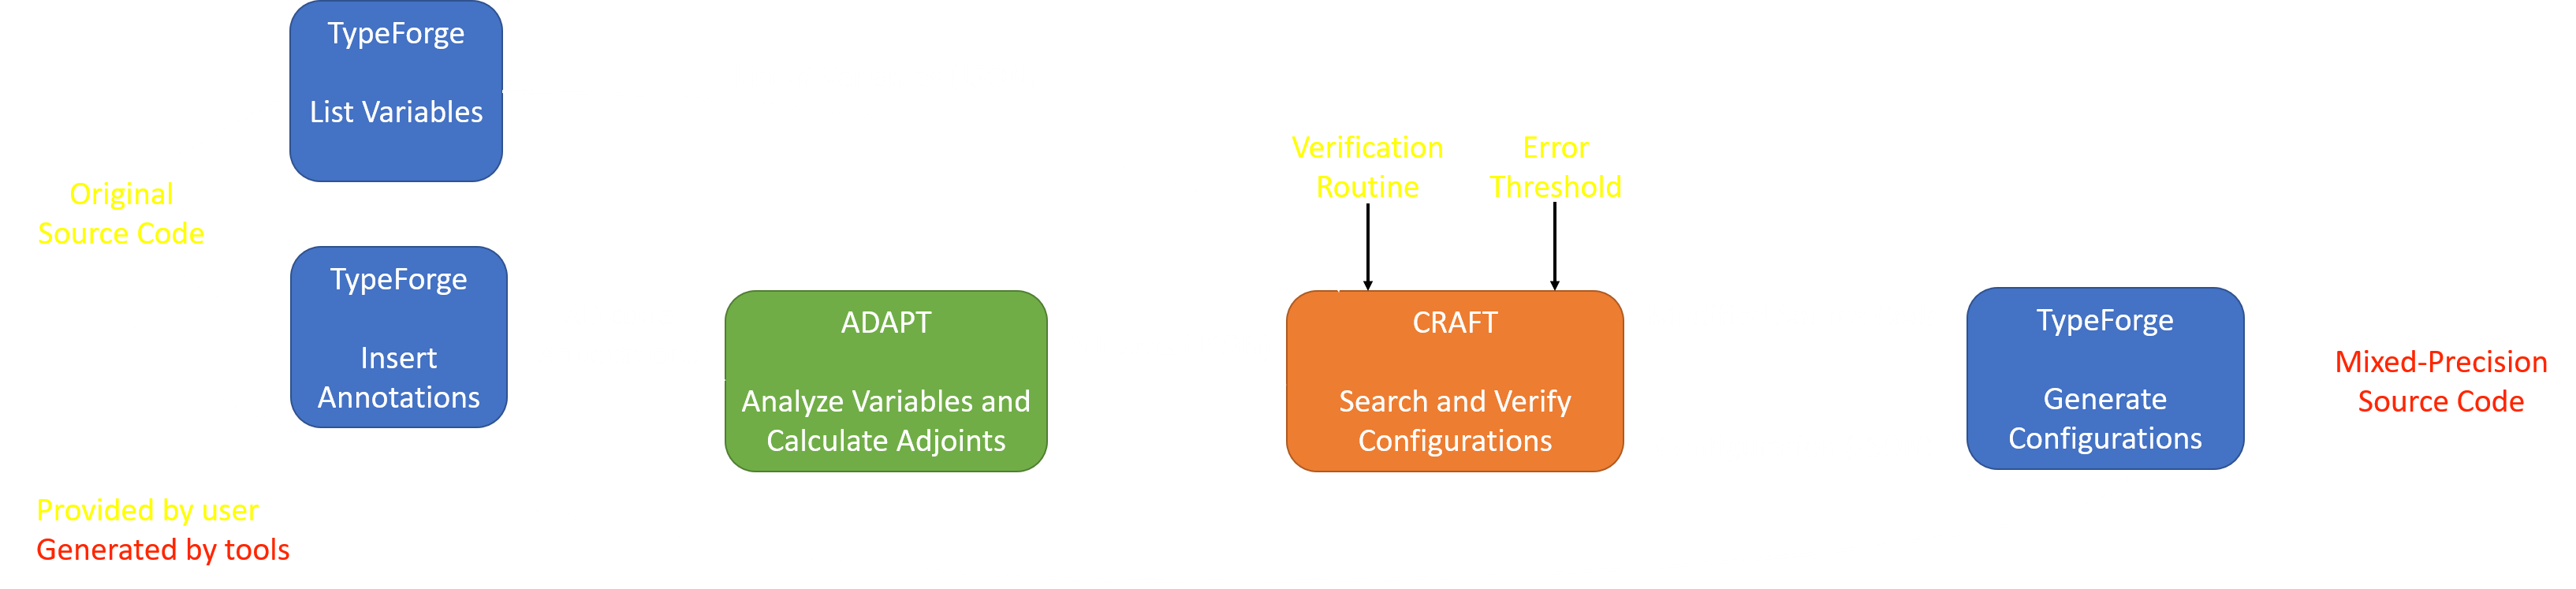 TypeForge
List Variables
Original
Source Code
TypeForge
Insert
Annotations
ADAPT
Analyze Variables and
Calculate Adjoints
Verification
Routine
Error
Threshold
CRAFT
Search and Verify
Configurations
TypeForge
Generate
Configurations
Mixed-Precision
Source Code
Provided by user
Generated by tools